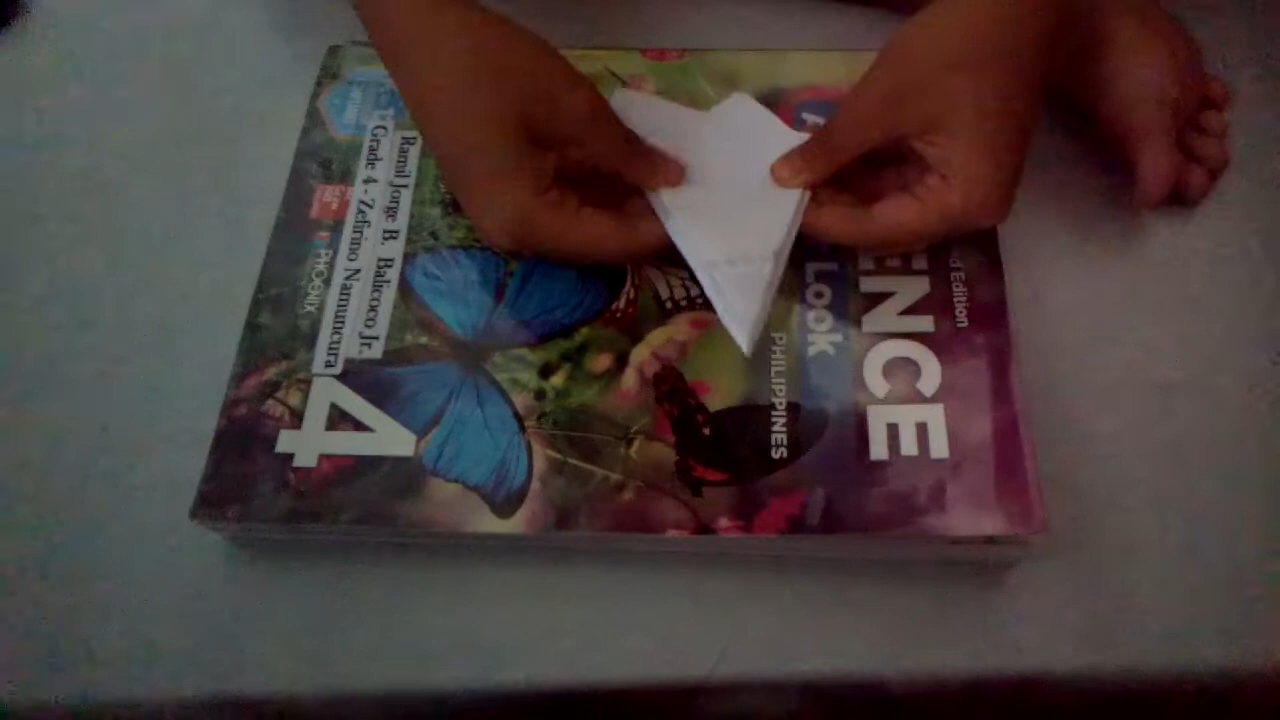 ENCE
Look
PHILIPPINES
d Edition
Ramil Jorge B. Balicoco Jr.
Grade 4 - Zefirino Namuncura
PHOENIX
4